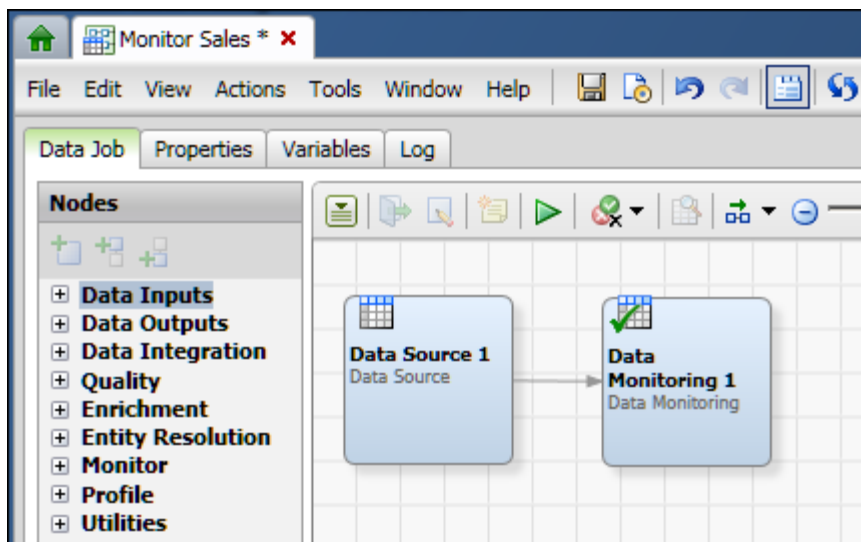 Monitor Sales *
File Edit View Actions Tools Window Help
Data Job Properties Variables Log
Nodes
Data Inputs
Data Outputs
Data Integration
Quality
Enrichment
Entity Resolution
Monitor
Profile
Utilities
Data Source 1
Data Source
Data
Monitoring 1
Data Monitoring